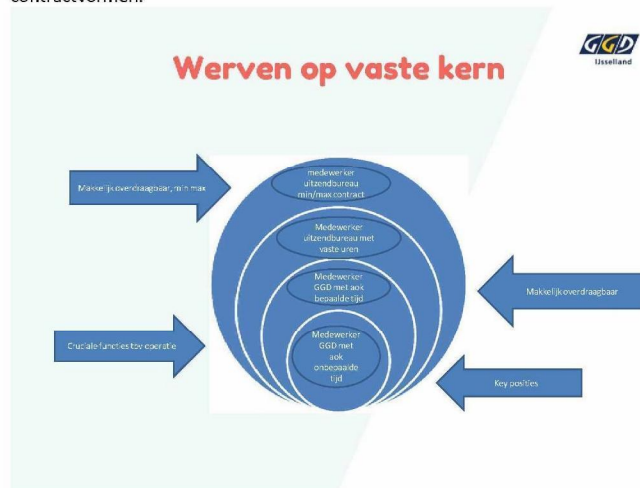 contractvormen.
GGD
IJsselland
Werven op vaste kern
medewerker
uitzendbureau
min/max contract
Makkelijk overdraagbaar, min max
Medewerker
uitzendbureau met
vaste uren
Medewerker
GGD met aok
bepaalde tijd
Makkelijk overdraagbaar
Cruciale functies tov operatie
Medewerker
GGD met
aok
onbepaalde
tijd
Key posities